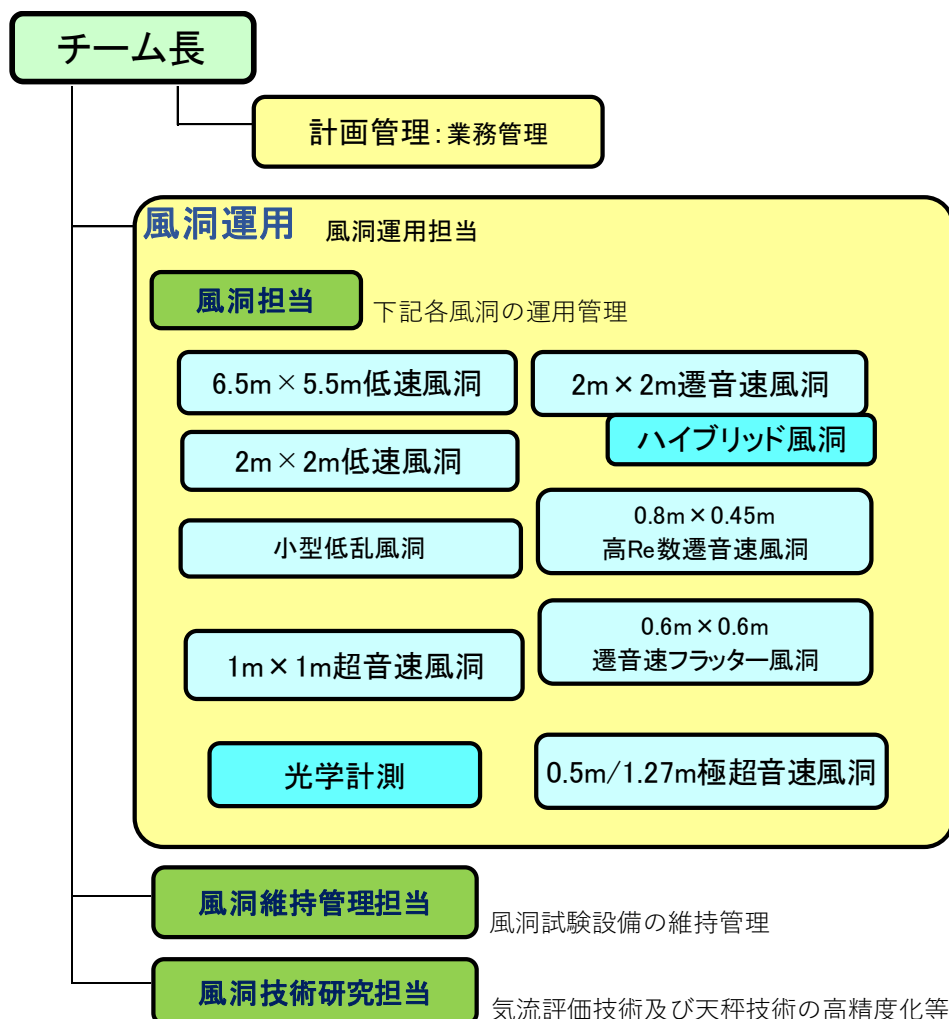 チーム長
計画管理：業務管理
風洞運用 風洞運用担当
風洞担当 下記各風洞の運用管理
6.5m×5.5m低速風洞
2m×2m遷音速風洞
ハイブリッド風洞
2m×2m低速風洞
小型低乱風洞
0.8m×0.45m
高Re数遷音速風洞
1m×1m超音速風洞
0.6m×0.6m
遷音速フラッター風洞
光学計測
0.5m/1.27m極超音速風洞
風洞維持管理担当 風洞試験設備の維持管理
風洞技術研究担当 気流評価技術及び天秤技術の高精度化等